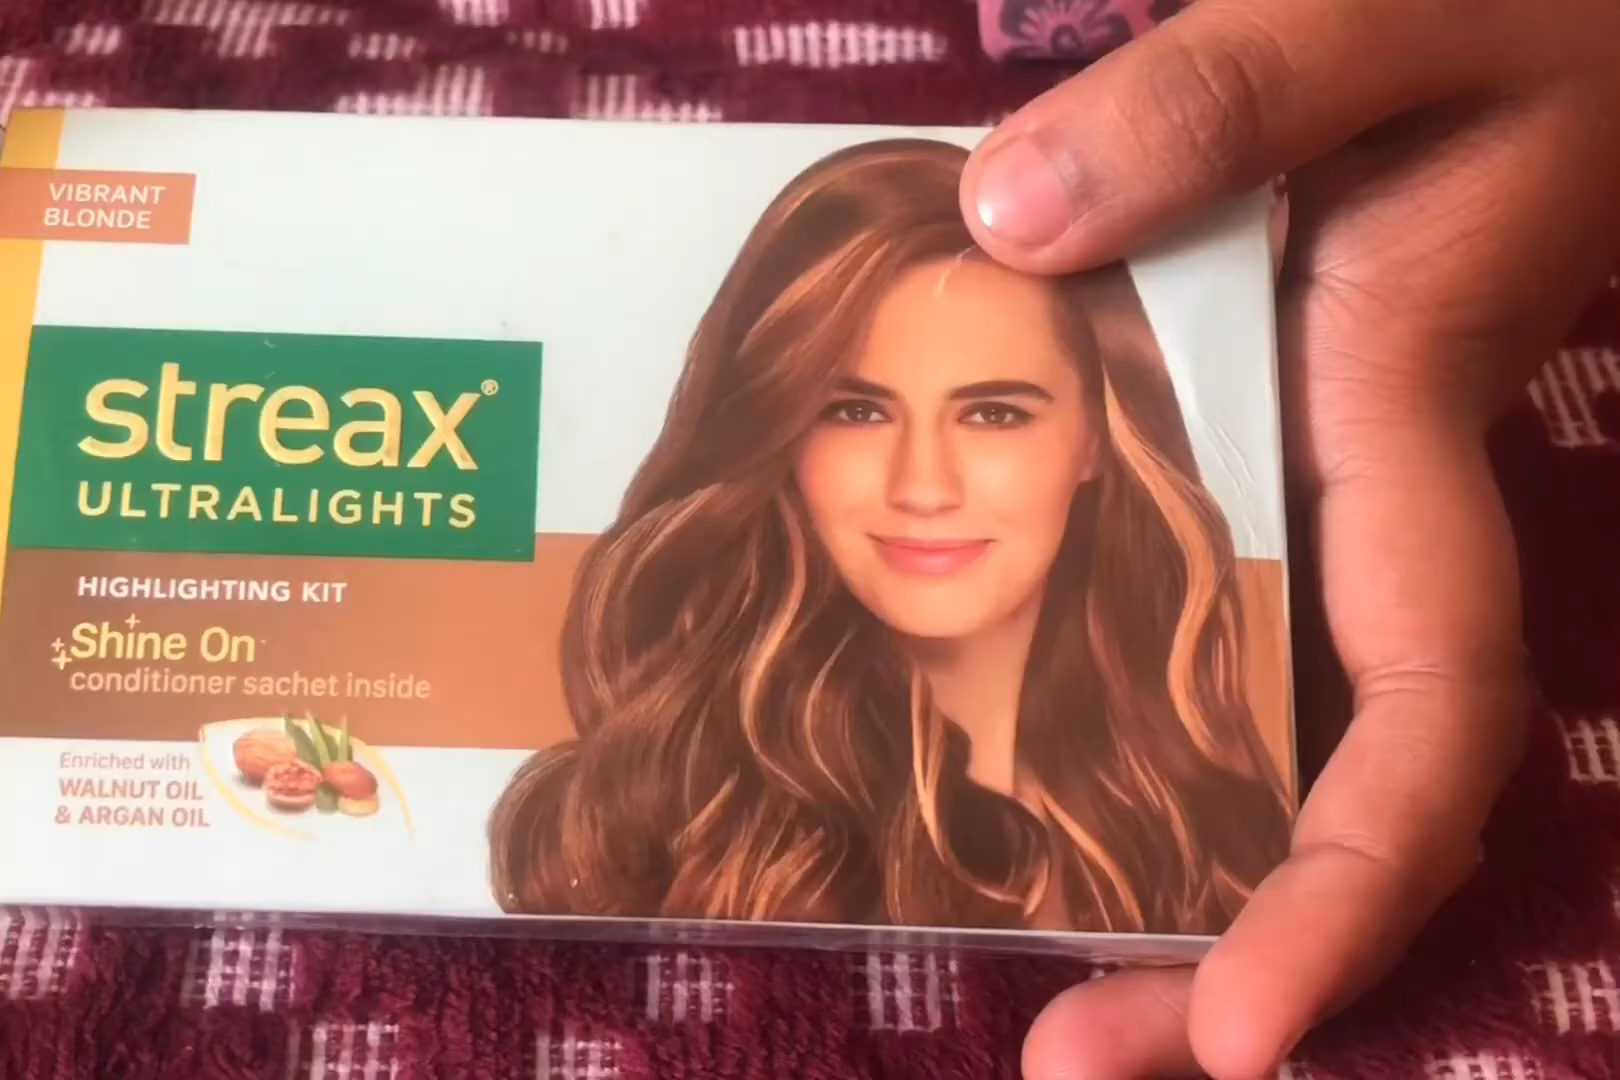 VIBRANT
BLONDE
streax®
ULTRALIGHTS
HIGHLIGHTING KIT
Shine On
conditioner sachet inside
Enriched with
WALNUT OIL
& ARGAN OIL